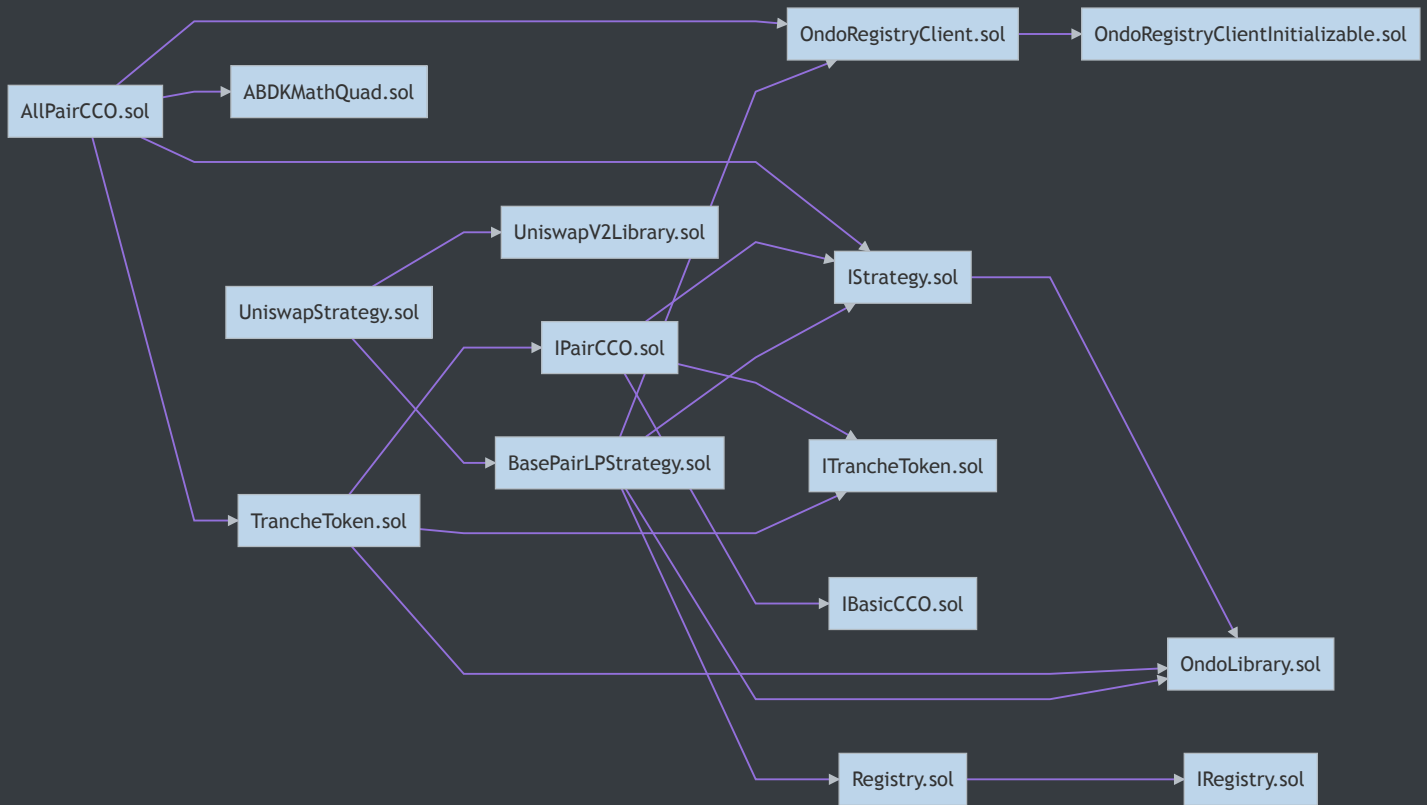 OndoRegistryClient.sol
OndoRegistryClientInitializable.sol
ABDKMathQuad.sol
AllPairCCO.sol
UniswapV2Library.sol
IStrategy.sol
UniswapStrategy.sol
IPairCCO.sol
BasePairLPStrategy.sol
ITrancheToken.sol
TrancheToken.sol
IBasicCCO.sol
OndoLibrary.sol
Registry.sol
IRegistry.sol